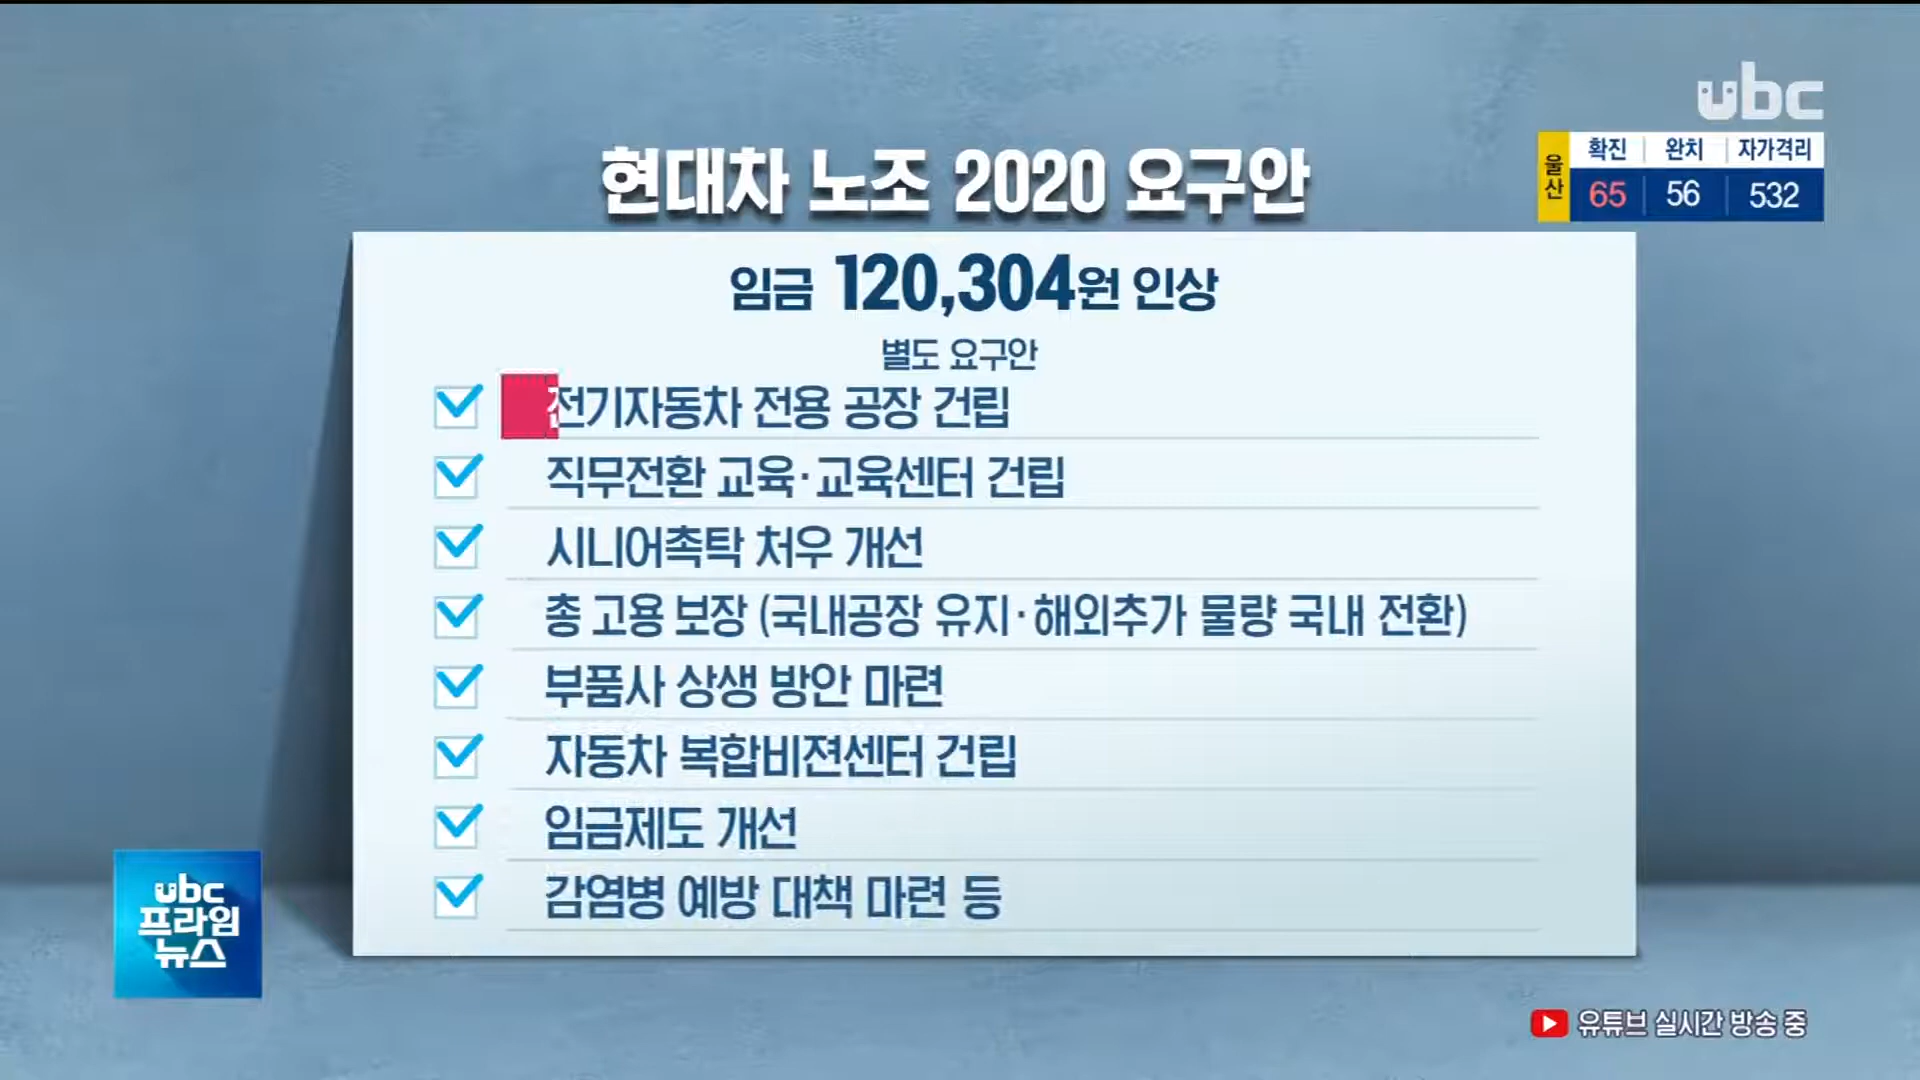 ubc
현대차 노조 2020 요구안
울산
확진 완치 자가격리
65 56 532
임금 120,304원 인상
별도 요구안
전기자동차 전용 공장 건립
직무전환 교육·교육센터 건립
시니어촉탁 처우 개선
총 고용 보장 (국내공장 유지·해외추가 물량 국내 전환)
부품사 상생 방안 마련
자동차 복합비젼센터 건립
임금제도 개선
감염병 예방 대책 마련 등
ubc
프라임
뉴스
유튜브 실시간 방송 중